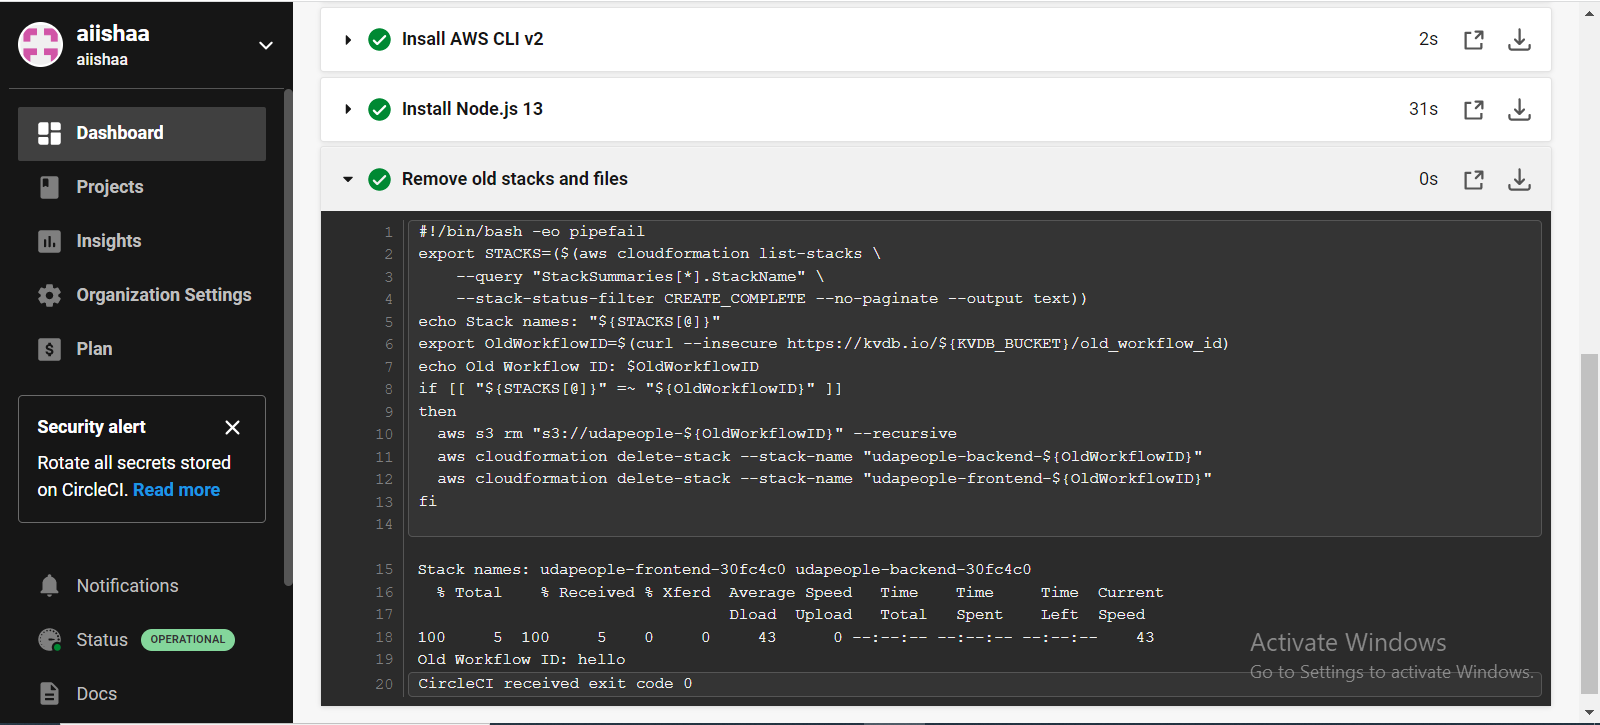 aiishaa
aiishaa
Dashboard
Projects
Insights
Organization Settings
Plan
Security alert
Rotate all secrets stored
on CircleCI. Read more
Notifications
Status OPERATIONAL
Docs
Insall AWS CLI v2 2s
Install Node.js 13 31s
Remove old stacks and files 0s
1 #!/bin/bash -eo pipefail
2 export STACKS=($(aws cloudformation list-stacks \
3     --query "StackSummaries[*].StackName" \
4     --stack-status-filter CREATE_COMPLETE --no-paginate --output text))
5 echo Stack names: "${STACKS[@]}"
6 export OldWorkflowID=$(curl --insecure https://kvdb.io/${KVDB_BUCKET}/old_workflow_id)
7 echo Old Workflow ID: $OldWorkflowID
8 if [[ "${STACKS[@]}" =~ "${OldWorkflowID}" ]]
9 then
10   aws s3 rm "s3://udapeople-${OldWorkflowID}" --recursive
11   aws cloudformation delete-stack --stack-name "udapeople-backend-${OldWorkflowID}"
12   aws cloudformation delete-stack --stack-name "udapeople-frontend-${OldWorkflowID}"
13 fi
14
15 Stack names: udapeople-frontend-30fc4c0 udapeople-backend-30fc4c0
16   % Total    % Received % Xferd  Average Speed   Time    Time     Time  Current
17                                  Dload  Upload   Total   Spent    Left  Speed
18 100     5  100     5    0     0     43      0 --:--:-- --:--:-- --:--:--    43
19 Old Workflow ID: hello
20 CircleCI received exit code 0
Activate Windows
Go to Settings to activate Windows.